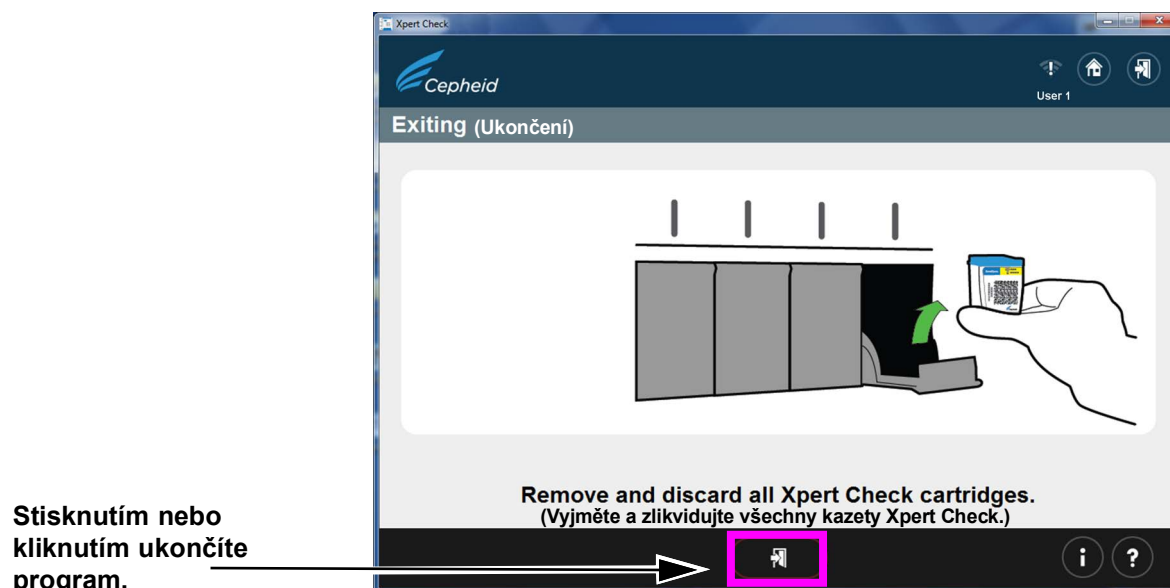 Xpert Check
Cepheid
User 1
Exiting (Ukončení)
Remove and discard all Xpert Check cartridges.
(Vyjměte a zlikvidujte všechny kazety Xpert Check.)
Stisknutím nebo
kliknutím ukončíte
program.
i ?